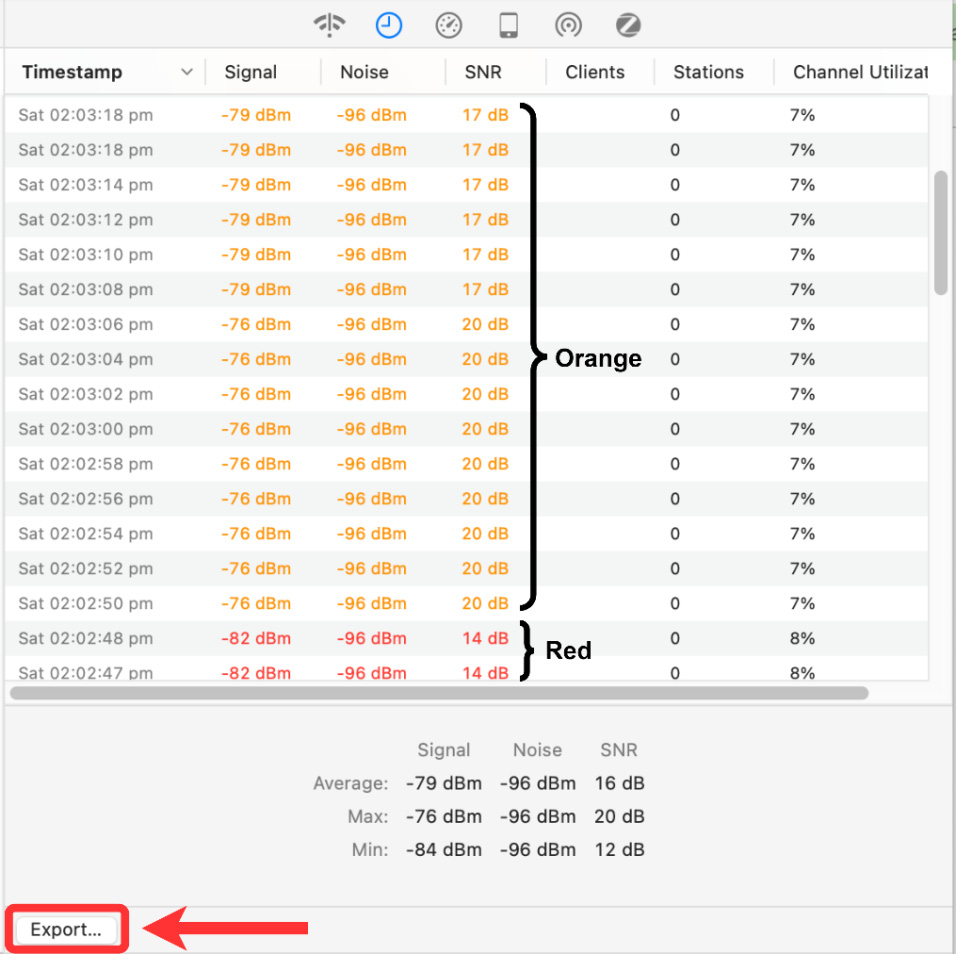 Timestamp Signal Noise SNR Clients Stations Channel Utilizat
Sat 02:03:18 pm -79 dBm -96 dBm 17 dB 0 7%
Sat 02:03:18 pm -79 dBm -96 dBm 17 dB 0 7%
Sat 02:03:14 pm -79 dBm -96 dBm 17 dB 0 7%
Sat 02:03:12 pm -79 dBm -96 dBm 17 dB 0 7%
Sat 02:03:10 pm -79 dBm -96 dBm 17 dB 0 7%
Sat 02:03:08 pm -79 dBm -96 dBm 17 dB 0 7%
Sat 02:03:06 pm -76 dBm -96 dBm 20 dB 0 7%
Sat 02:03:04 pm -76 dBm -96 dBm 20 dB Orange 0 7%
Sat 02:03:02 pm -76 dBm -96 dBm 20 dB 0 7%
Sat 02:03:00 pm -76 dBm -96 dBm 20 dB 0 7%
Sat 02:02:58 pm -76 dBm -96 dBm 20 dB 0 7%
Sat 02:02:56 pm -76 dBm -96 dBm 20 dB 0 7%
Sat 02:02:54 pm -76 dBm -96 dBm 20 dB 0 7%
Sat 02:02:52 pm -76 dBm -96 dBm 20 dB 0 7%
Sat 02:02:50 pm -76 dBm -96 dBm 20 dB 0 7%
Sat 02:02:48 pm -82 dBm -96 dBm 14 dB 0 8%
Red
Sat 02:02:47 pm -82 dBm -96 dBm 14 dB 0 8%
Signal Noise SNR
Average: -79 dBm -96 dBm 16 dB
Max: -76 dBm -96 dBm 20 dB
Min: -84 dBm -96 dBm 12 dB
Export...